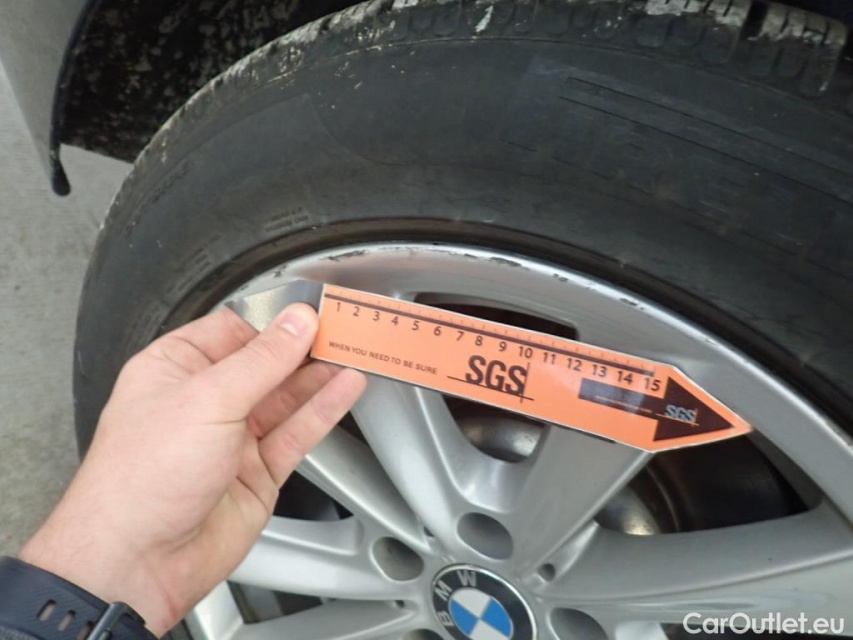 1 2 3 4 5 6 7 8 9 10 11 12 13 14 15
WHEN YOU NEED TO BE SURE
SGS
SGS
BMW
CarOutlet.eu